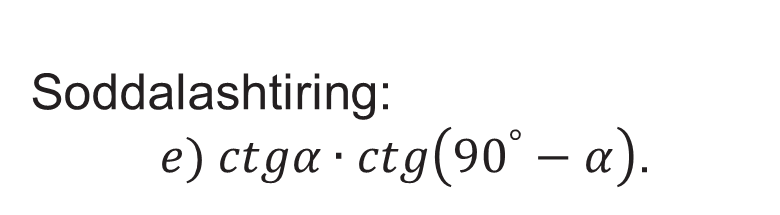 Soddalashtiring:
e) ctgα · ctg(90° − α).